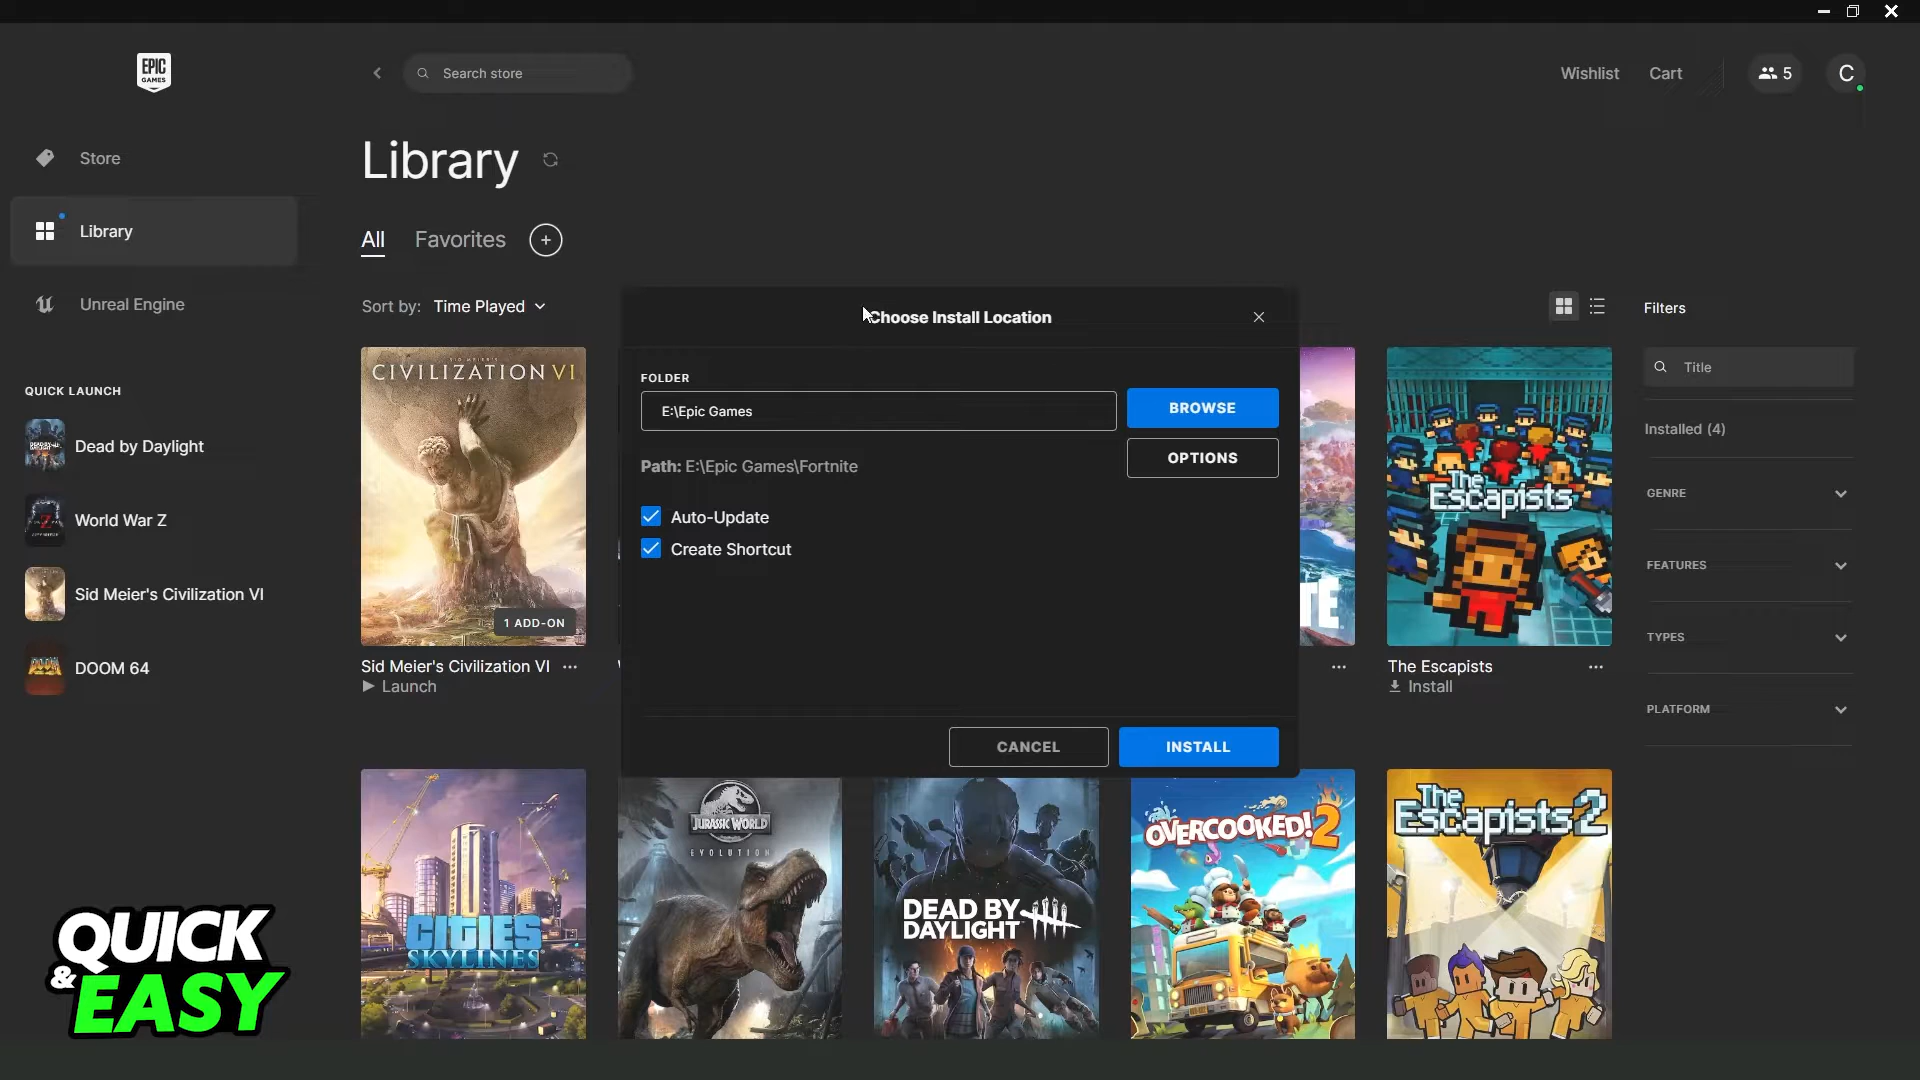 EPIC
GAMES
Search store
Wishlist
Cart
5
C
Store
Library
Unreal Engine
QUICK LAUNCH
Dead by Daylight
World War Z
Sid Meier's Civilization VI
DOOM 64
Library
All
Favorites
Sort by: Time Played
Filters
Title
Installed (4)
GENRE
FEATURES
TYPES
PLATFORM
Choose Install Location
FOLDER
E:\Epic Games
BROWSE
OPTIONS
Path: E:\Epic Games\Fortnite
Auto-Update
Create Shortcut
CANCEL
INSTALL
SID MEIER'S
CIVILIZATION VI
1 ADD-ON
Sid Meier's Civilization VI
Launch
TE
The
Escapists
The Escapists
Install
CITIES
SKYLINES
JURASSIC WORLD
EVOLUTION
DEAD BY
DAYLIGHT
OVERCOOKED! 2
The
Escapists 2
QUICK
& EASY